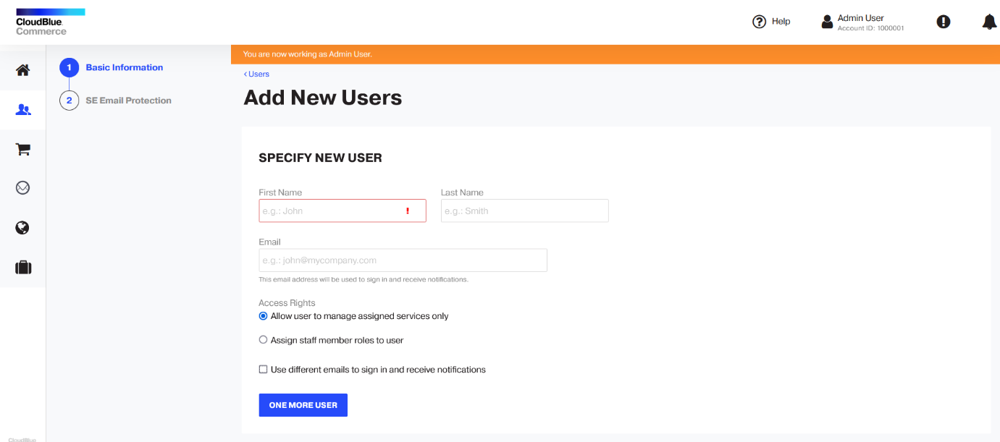 CloudBlue
Commerce
? Help
Admin User
Account ID: 1000001
1 Basic Information
2 SE Email Protection
You are now working as Admin User.
‹ Users
Add New Users
SPECIFY NEW USER
First Name
Last Name
e.g.: John !
e.g.: Smith
Email
e.g.: john@mycompany.com
This email address will be used to sign in and receive notifications.
Access Rights
Allow user to manage assigned services only
Assign staff member roles to user
Use different emails to sign in and receive notifications
ONE MORE USER
CloudBlue